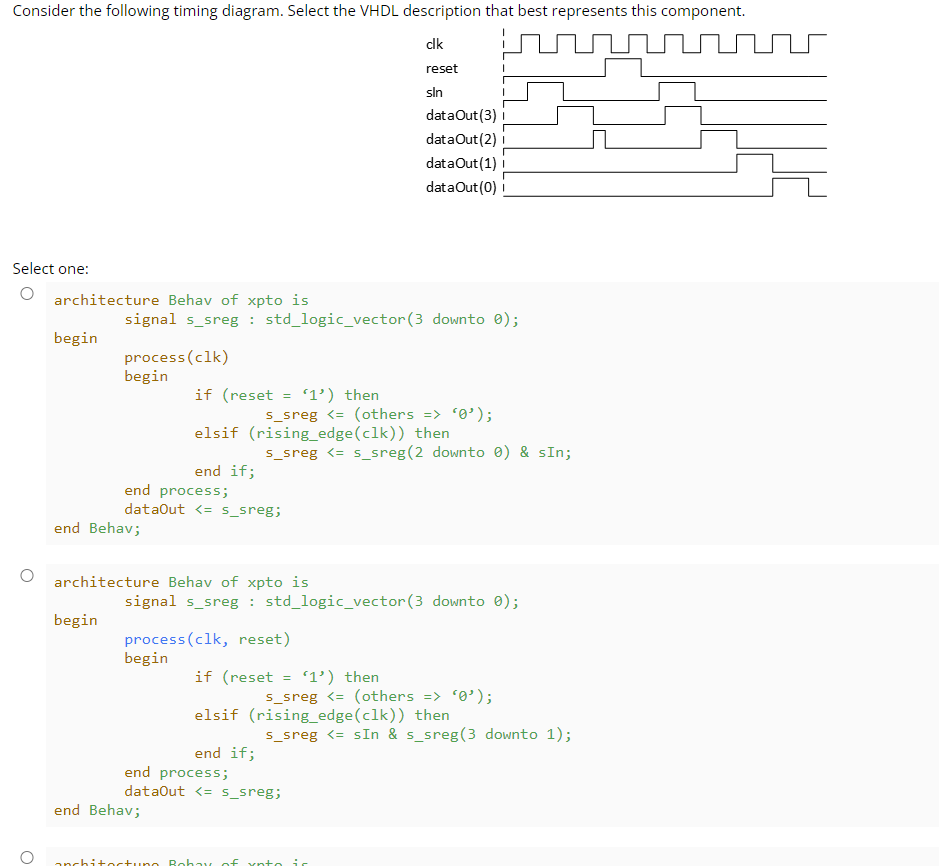 Consider the following timing diagram. Select the VHDL description that best represents this component.
clk
reset
sIn
dataOut(3)
dataOut(2)
dataOut(1)
dataOut(0)
Select one:
architecture Behav of xpto is
signal s_sreg : std_logic_vector(3 downto 0);
begin
process(clk)
begin
if (reset = ‘1’) then
s_sreg <= (others => ‘0’);
elsif (rising_edge(clk)) then
s_sreg <= s_sreg(2 downto 0) & sIn;
end if;
end process;
dataOut <= s_sreg;
end Behav;
architecture Behav of xpto is
signal s_sreg : std_logic_vector(3 downto 0);
begin
process(clk, reset)
begin
if (reset = ‘1’) then
s_sreg <= (others => ‘0’);
elsif (rising_edge(clk)) then
s_sreg <= sIn & s_sreg(3 downto 1);
end if;
end process;
dataOut <= s_sreg;
end Behav;
architecture Behav of xpto is